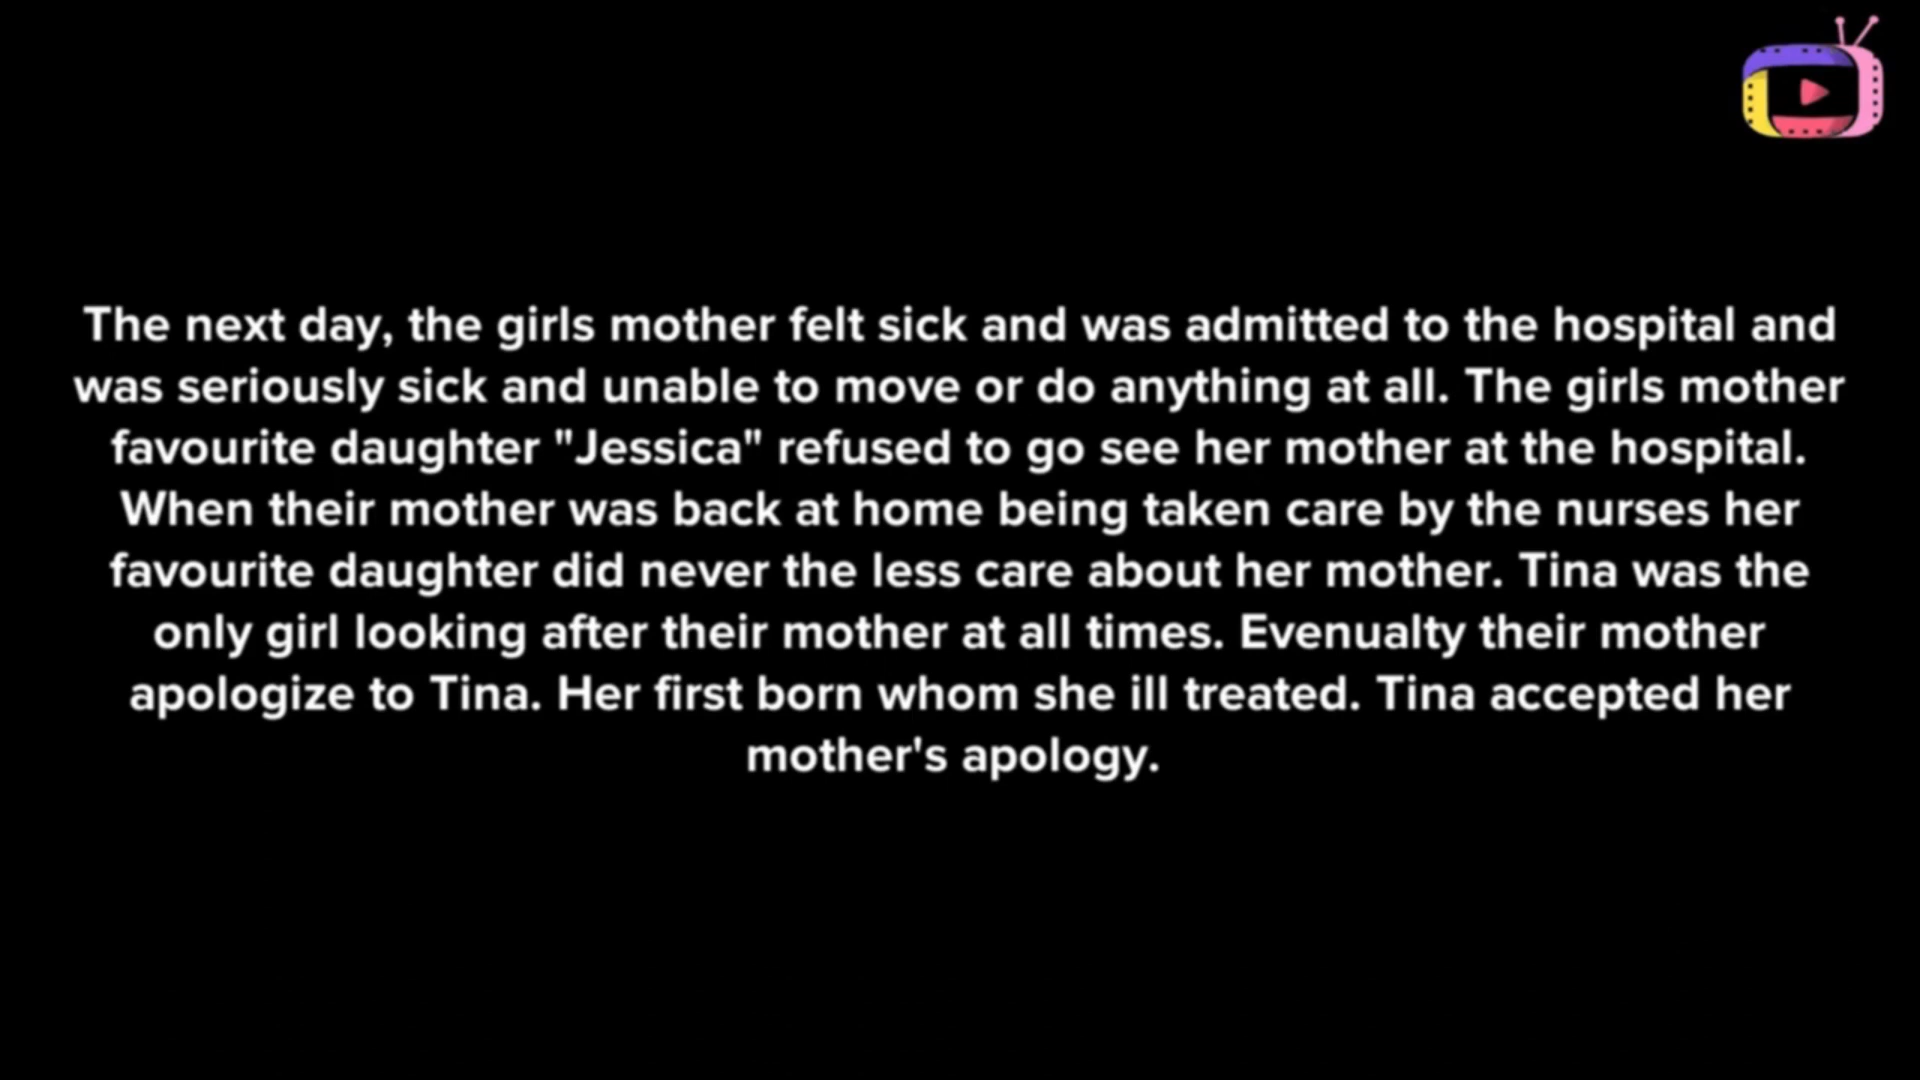 The next day, the girls mother felt sick and was admitted to the hospital and
was seriously sick and unable to move or do anything at all. The girls mother
favourite daughter "Jessica" refused to go see her mother at the hospital.
When their mother was back at home being taken care by the nurses her
favourite daughter did never the less care about her mother. Tina was the
only girl looking after their mother at all times. Evenualty their mother
apologize to Tina. Her first born whom she ill treated. Tina accepted her
mother's apology.